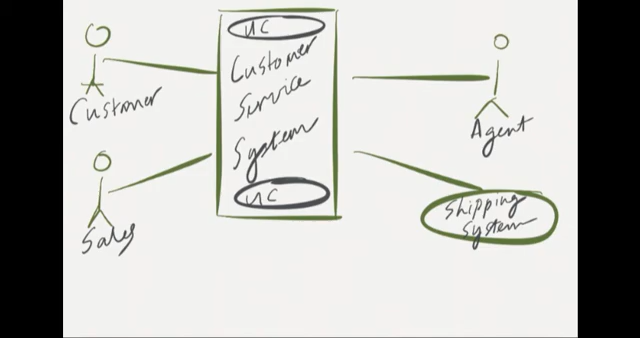 UC
Customer
Service
System
UC
Customer
Sales
Agent
Shipping
System